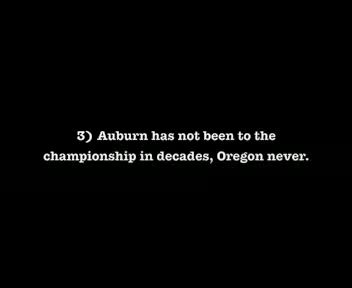 3) Auburn has not been to the
championship in decades, Oregon never.